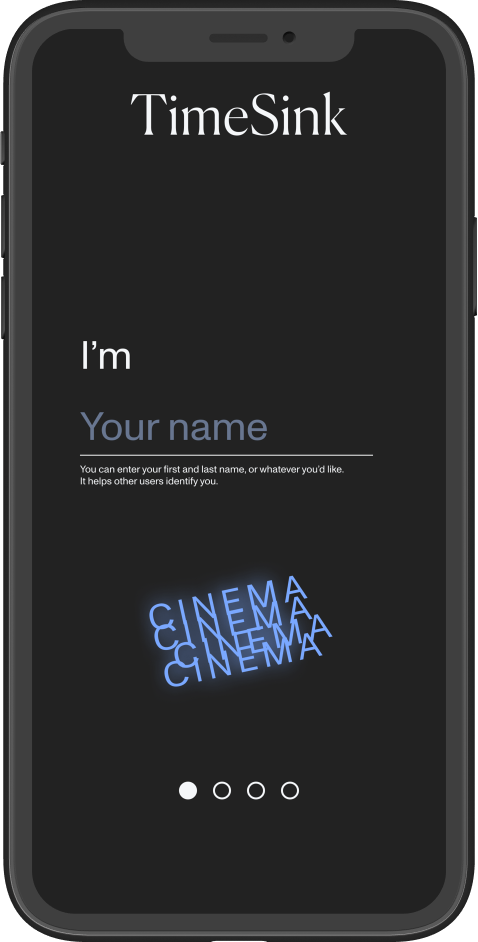 TimeSink
I’m
Your name
You can enter your first and last name, or whatever you’d like.
It helps other users identify you.
CINEMA
CINEMA
CINEMA
CINEMA